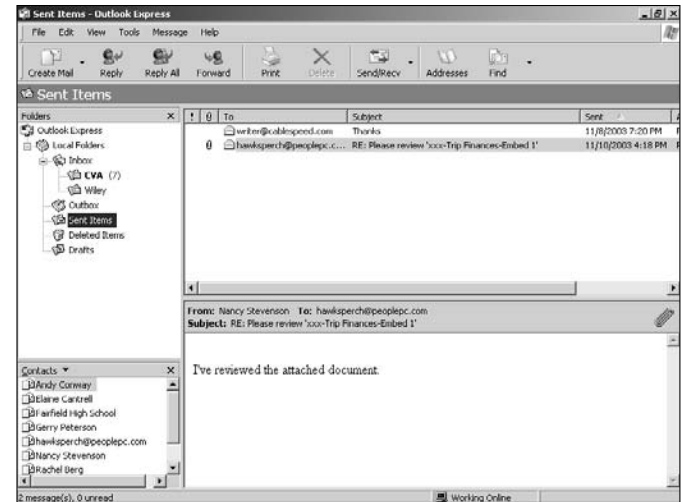 Sent Items - Outlook Express
File Edit View Tools Message Help
Create Mail Reply Reply All Forward Print Delete Send/Recv Addresses Find
Sent Items
Folders
! To Subject Sent
Outlook Express
Local Folders
Inbox
CVA (7)
Wiley
Outbox
Sent Items
Deleted Items
Drafts
writer@cablespeed.com Thanks 11/8/2003 7:20 PM
hawksperch@peoplepc.c... RE: Please review 'xxx-Trip Finances-Embed 1' 11/10/2003 4:18 PM
From: Nancy Stevenson To: hawksperch@peoplepc.com
Subject: RE: Please review 'xxx-Trip Finances-Embed 1'
I've reviewed the attached document.
Contacts
Andy Conway
Elaine Cantrell
Fairfield High School
Gerry Peterson
hawksperch@peoplepc.com
Nancy Stevenson
Rachel Berg
2 message(s), 0 unread
Working Online